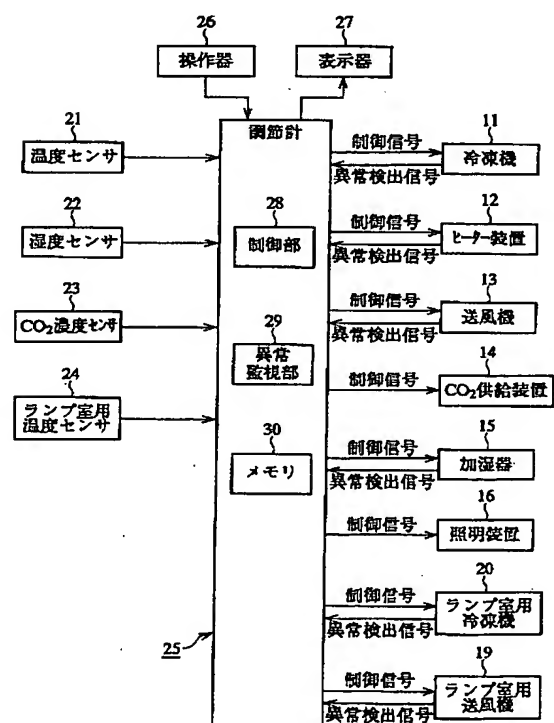 26
操作器
27
表示器
調節計
21
温度センサ
22
湿度センサ
23
CO2濃度センサ
24
ランプ室用
温度センサ
28
制御部
29
異常
監視部
30
メモリ
25
制御信号
異常検出信号
11
冷凍機
制御信号
異常検出信号
12
ヒーター装置
制御信号
異常検出信号
13
送風機
制御信号
14
CO2供給装置
制御信号
異常検出信号
15
加湿器
制御信号
16
照明装置
制御信号
異常検出信号
20
ランプ室用
冷凍機
制御信号
異常検出信号
19
ランプ室用
送風機